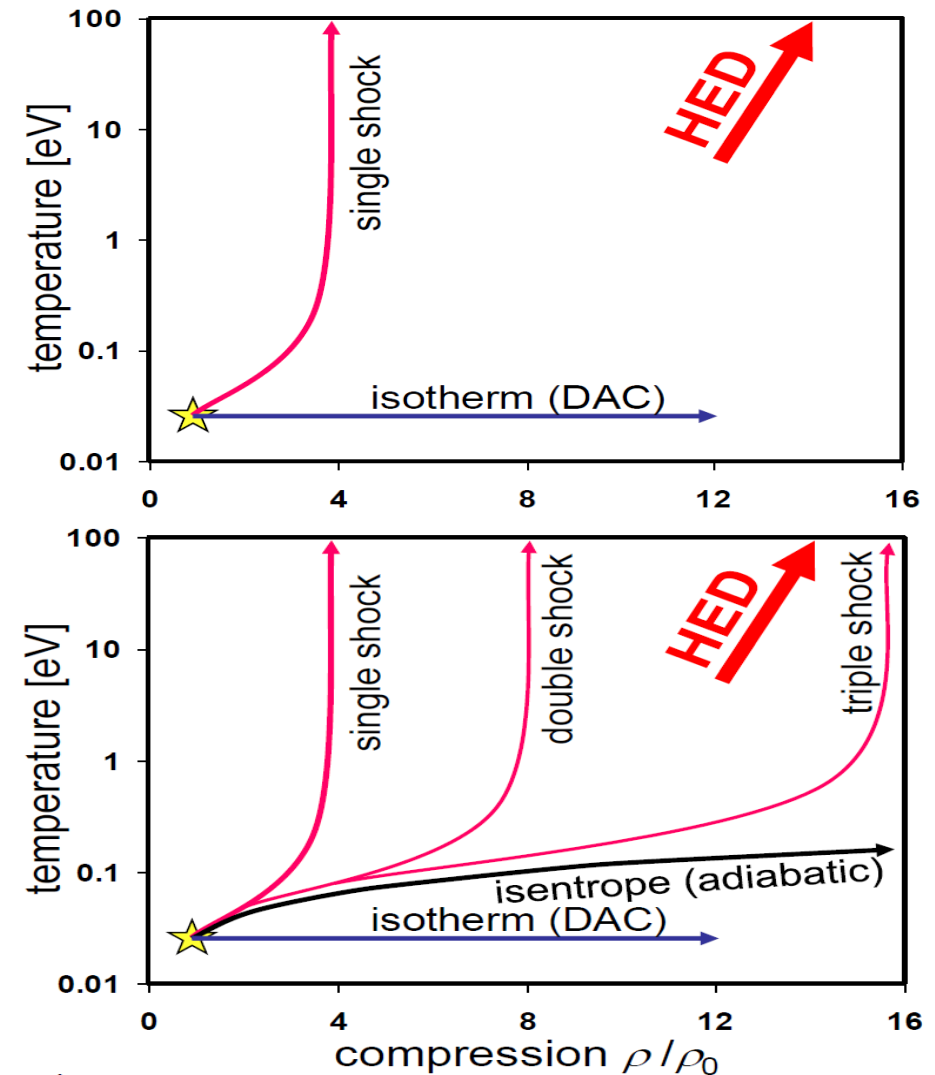 100
10
1
0.1
0.01
temperature [eV]
single shock
HED
isotherm (DAC)
0 4 8 12 16
100
10
1
0.1
0.01
temperature [eV]
single shock
double shock
HED
triple shock
isentrope (adiabatic)
isotherm (DAC)
0 4 8 12 16
compression ρ/ρ₀